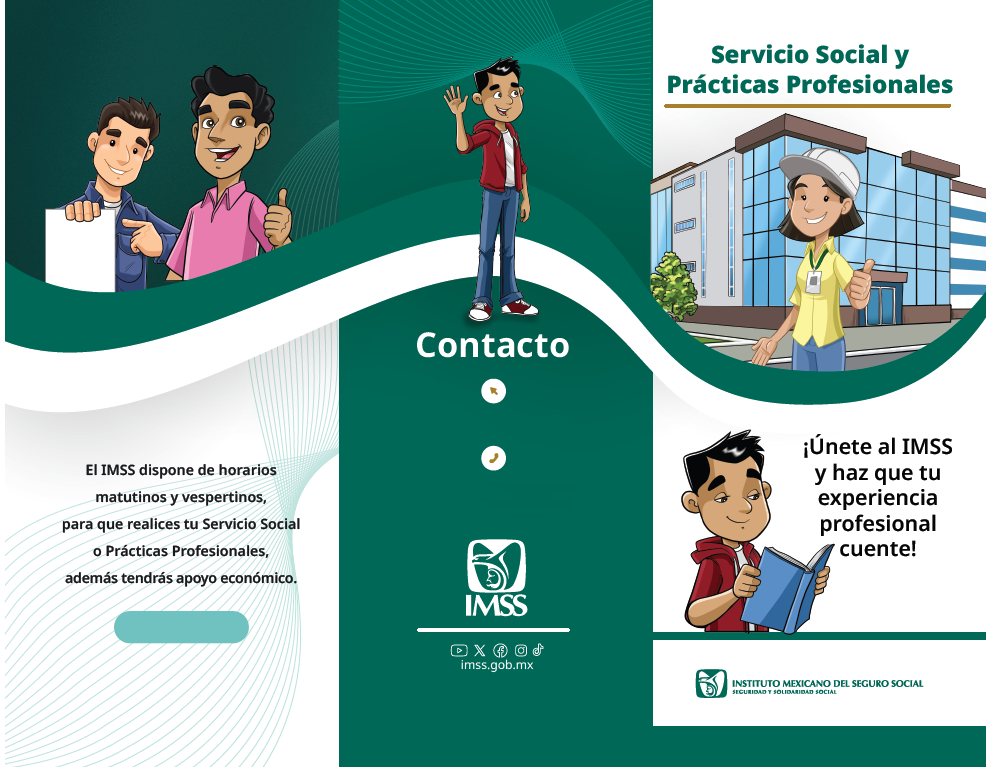 El IMSS dispone de horarios
matutinos y vespertinos,
para que realices tu Servicio Social
o Prácticas Profesionales,
además tendrás apoyo económico.
Contacto
IMSS
imss.gob.mx
Servicio Social y
Prácticas Profesionales
¡Únete al IMSS
y haz que tu
experiencia
profesional
cuente!
INSTITUTO MEXICANO DEL SEGURO SOCIAL
SEGURIDAD Y SOLIDARIDAD SOCIAL